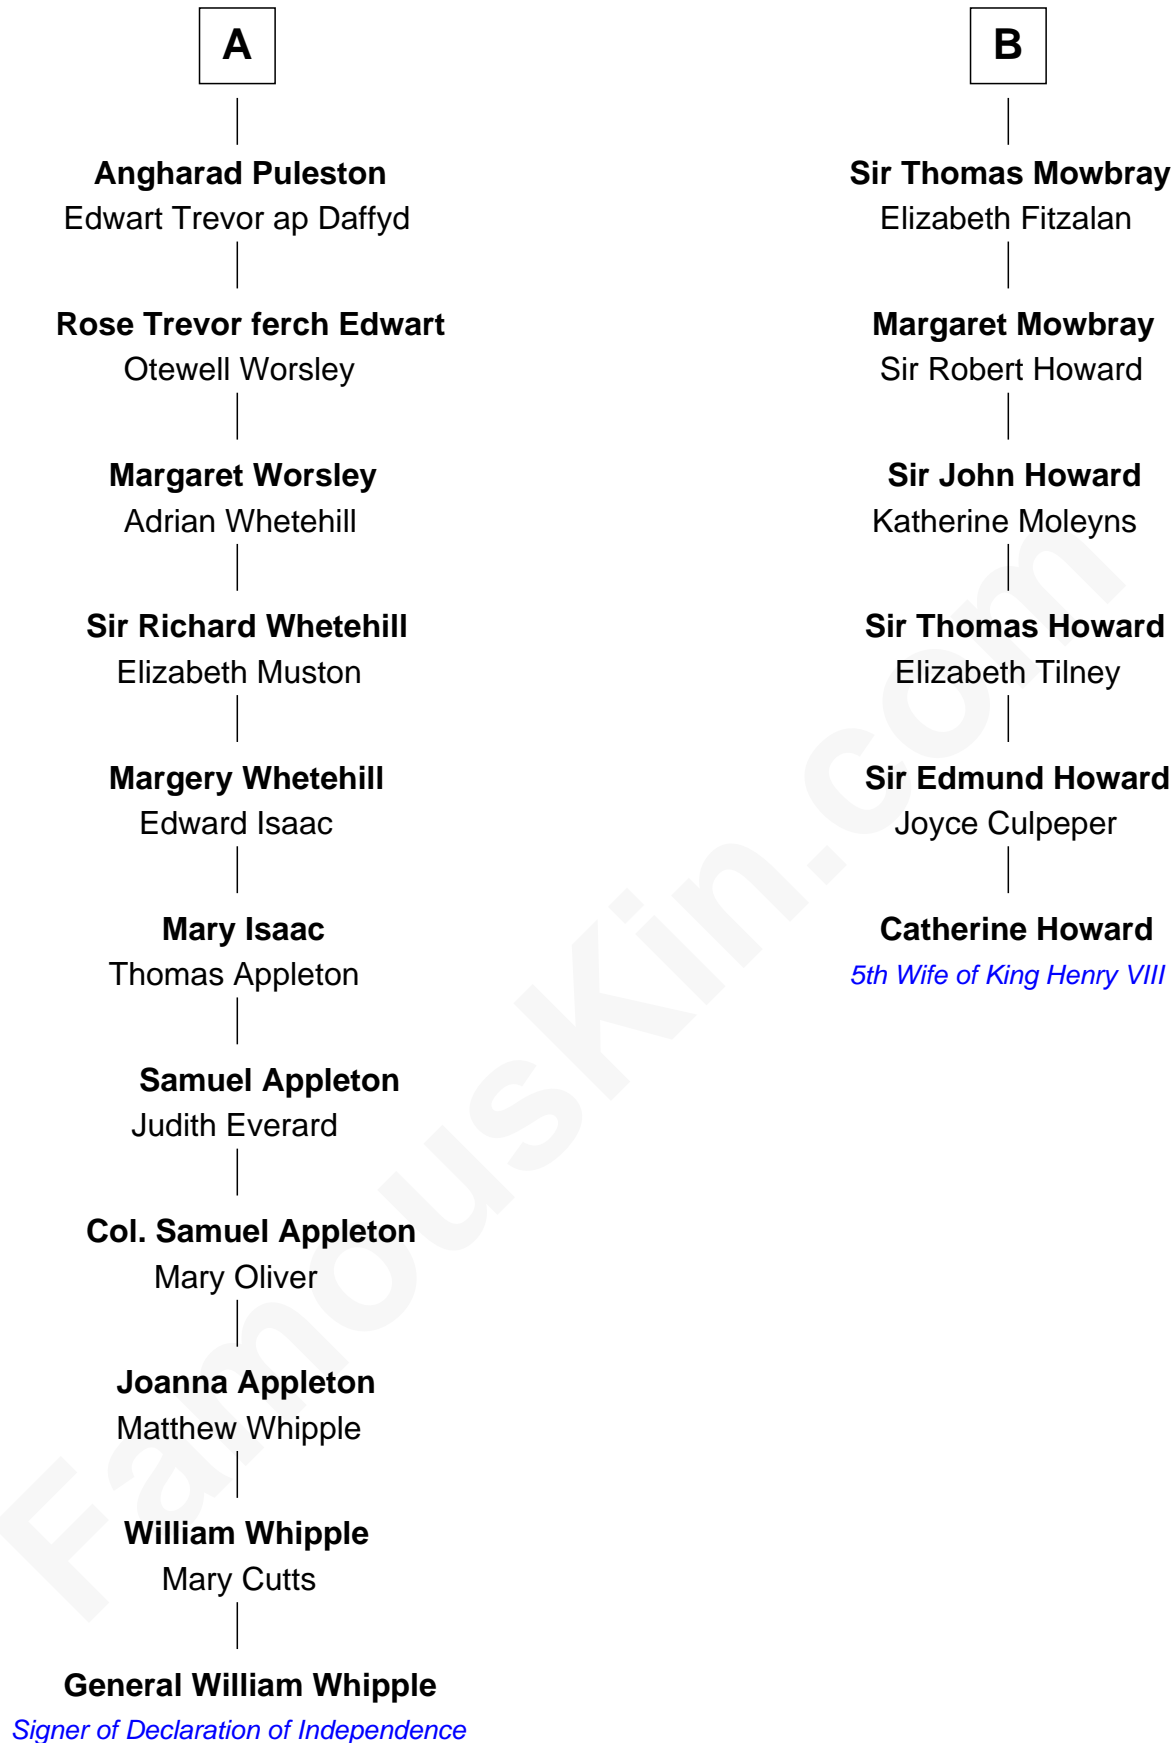 A
Angharad Puleston
Edwart Trevor ap Daffyd
Rose Trevor ferch Edwart
Otewell Worsley
Margaret Worsley
Adrian Whetehill
Sir Richard Whetehill
Elizabeth Muston
Margery Whetehill
Edward Isaac
Mary Isaac
Thomas Appleton
Samuel Appleton
Judith Everard
Col. Samuel Appleton
Mary Oliver
Joanna Appleton
Matthew Whipple
William Whipple
Mary Cutts
General William Whipple
Signer of Declaration of Independence
B
Sir Thomas Mowbray
Elizabeth Fitzalan
Margaret Mowbray
Sir Robert Howard
Sir John Howard
Katherine Moleyns
Sir Thomas Howard
Elizabeth Tilney
Sir Edmund Howard
Joyce Culpeper
Catherine Howard
5th Wife of King Henry VIII
FamousKin.com